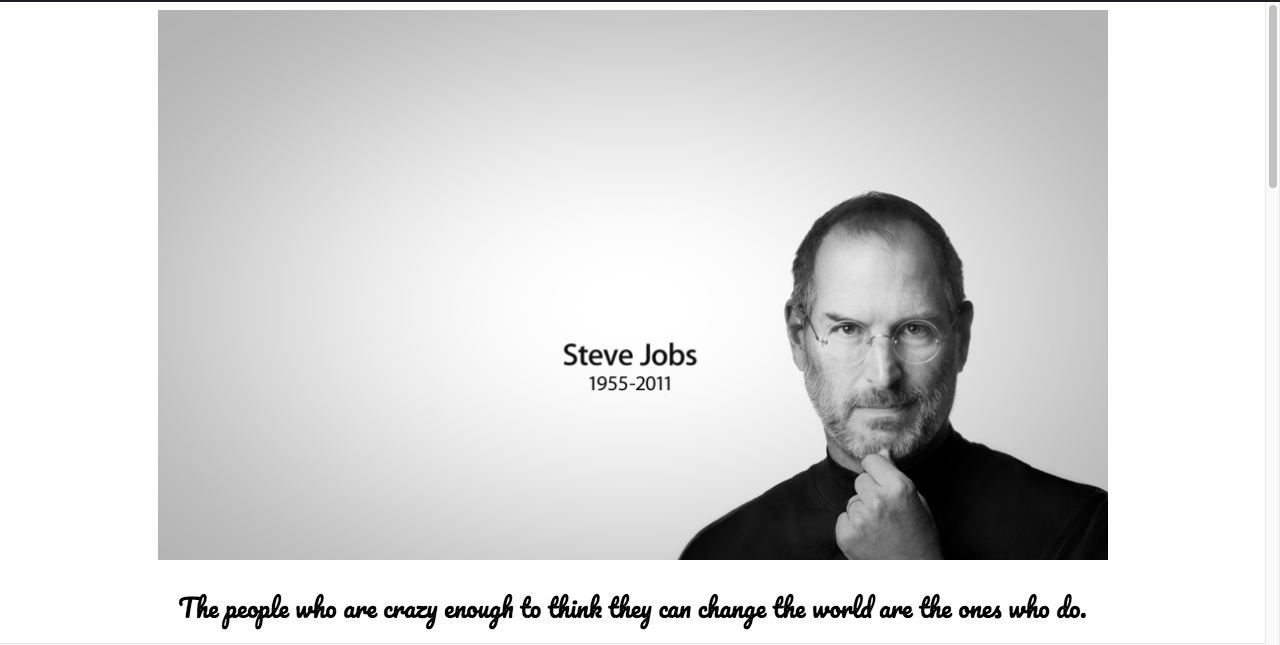 Steve Jobs
1955-2011
The people who are crazy enough to think they can change the world are the ones who do.